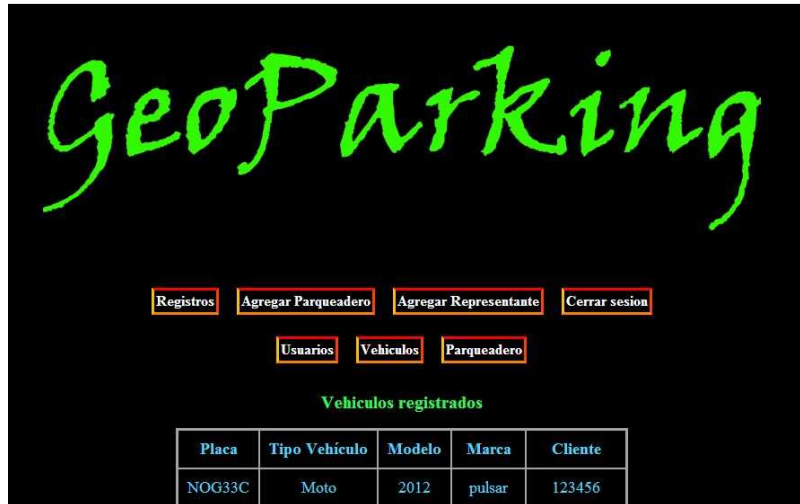 GeoParking
Registros Agregar Parqueadero Agregar Representante Cerrar sesion
Usuarios Vehiculos Parqueadero
Vehiculos registrados
Placa Tipo Vehículo Modelo Marca Cliente
NOG33C Moto 2012 pulsar 123456